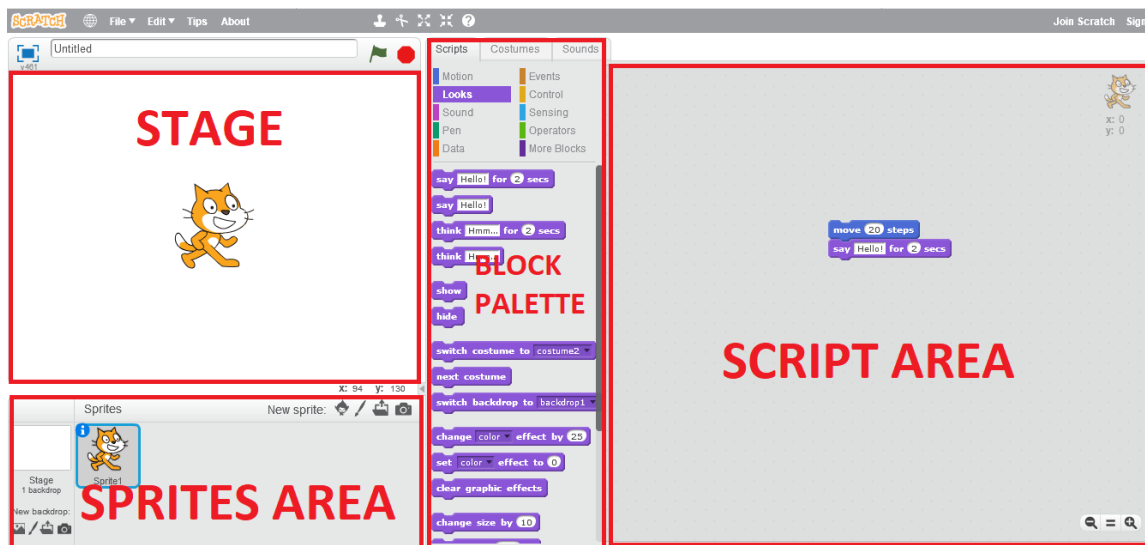 SCRATCH File Edit Tips About Join Scratch Sign
Untitled
v461
STAGE
x: 94 y: 130
Sprites New sprite:
Sprite1
Stage
1 backdrop
New backdrop:
SPRITES AREA
Scripts Costumes Sounds
Motion Events
Looks Control
Sound Sensing
Pen Operators
Data More Blocks
say Hello! for 2 secs
say Hello!
think Hmm... for 2 secs
think
BLOCK
PALETTE
show
hide
switch costume to costume2
next costume
switch backdrop to backdrop1
change color effect by 25
set color effect to 0
clear graphic effects
change size by 10
x: 0
y: 0
move 20 steps
say Hello! for 2 secs
SCRIPT AREA